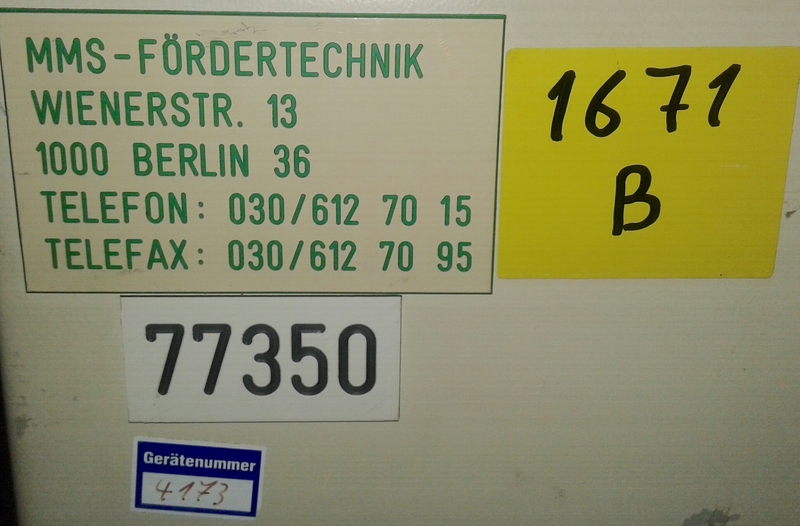 MMS-FÖRDERTECHNIK
WIENERSTR. 13
1000 BERLIN 36
TELEFON: 030/612 70 15
TELEFAX: 030/612 70 95
1671
B
77350
Gerätenummer
4173